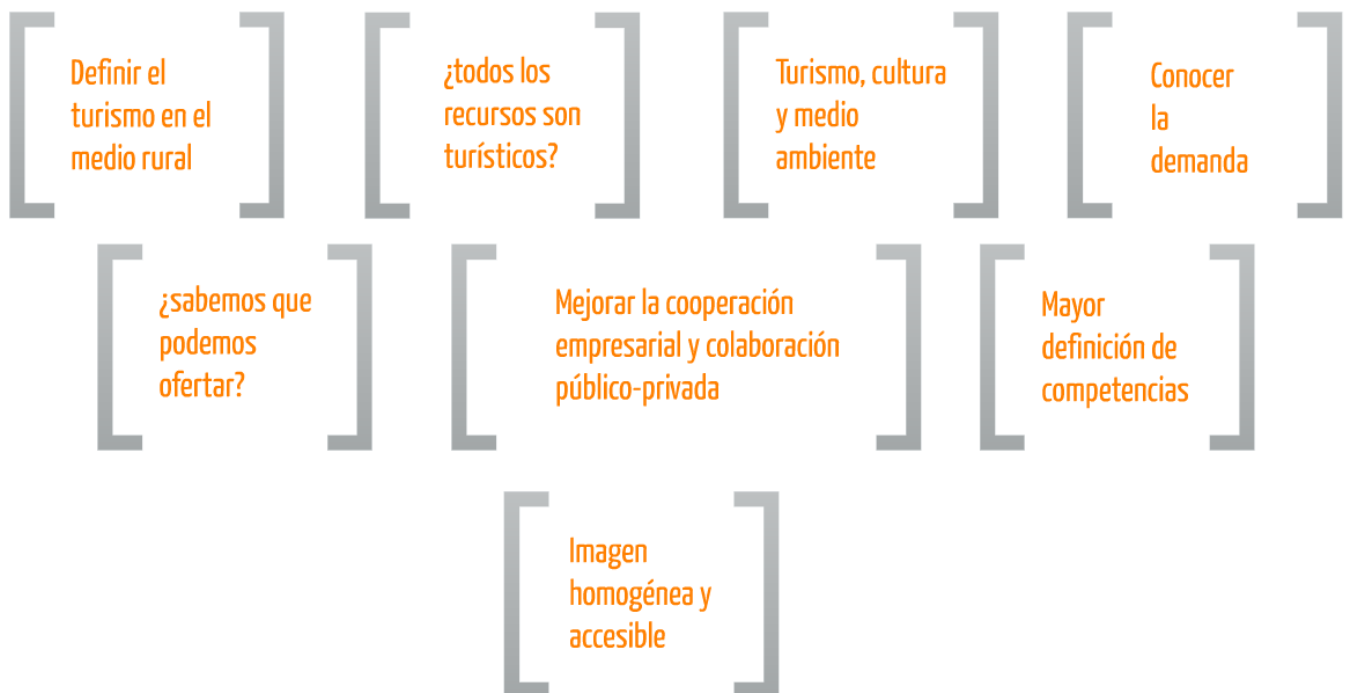 Definir el
turismo en el
medio rural
¿todos los
recursos son
turísticos?
Turismo, cultura
y medio
ambiente
Conocer
la
demanda
¿sabemos que
podemos
ofertar?
Mejorar la cooperación
empresarial y colaboración
público-privada
Mayor
definición de
competencias
Imagen
homogénea y
accesible